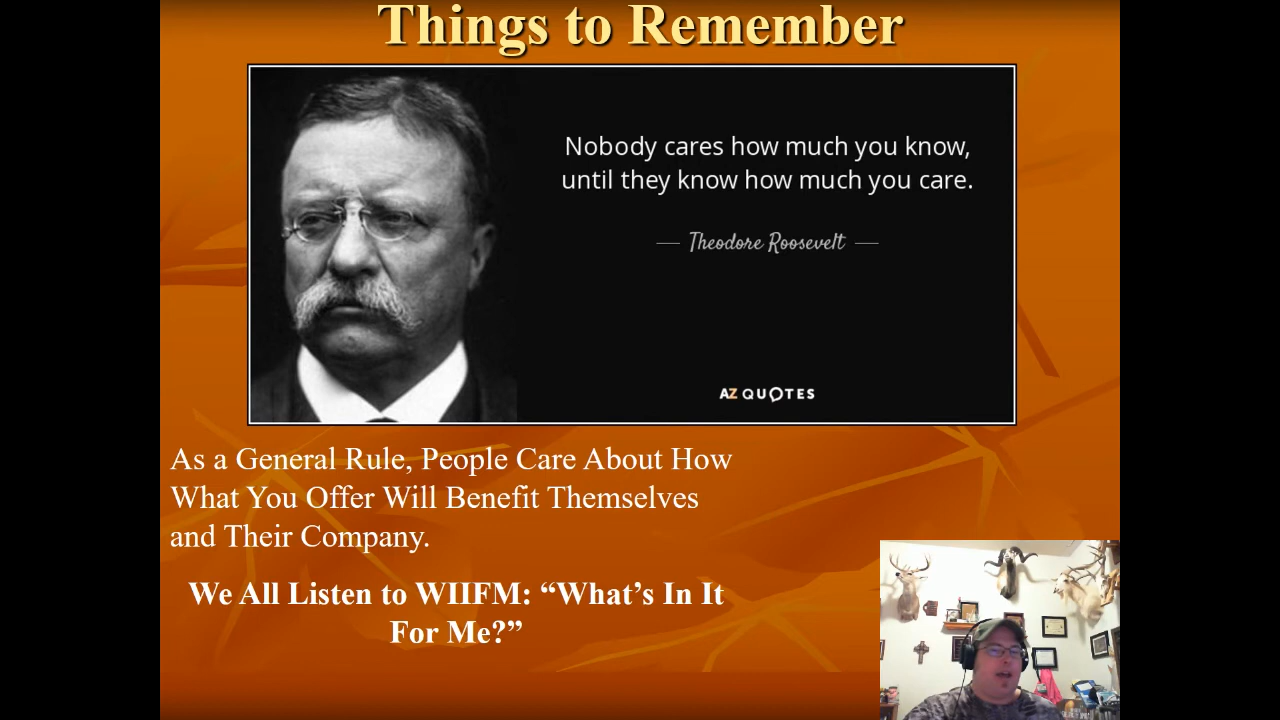 Things to Remember
Nobody cares how much you know,
until they know how much you care.
Theodore Roosevelt
AZ QUOTES
As a General Rule, People Care About How
What You Offer Will Benefit Themselves
and Their Company.
We All Listen to WIIFM: “What’s In It
For Me?”